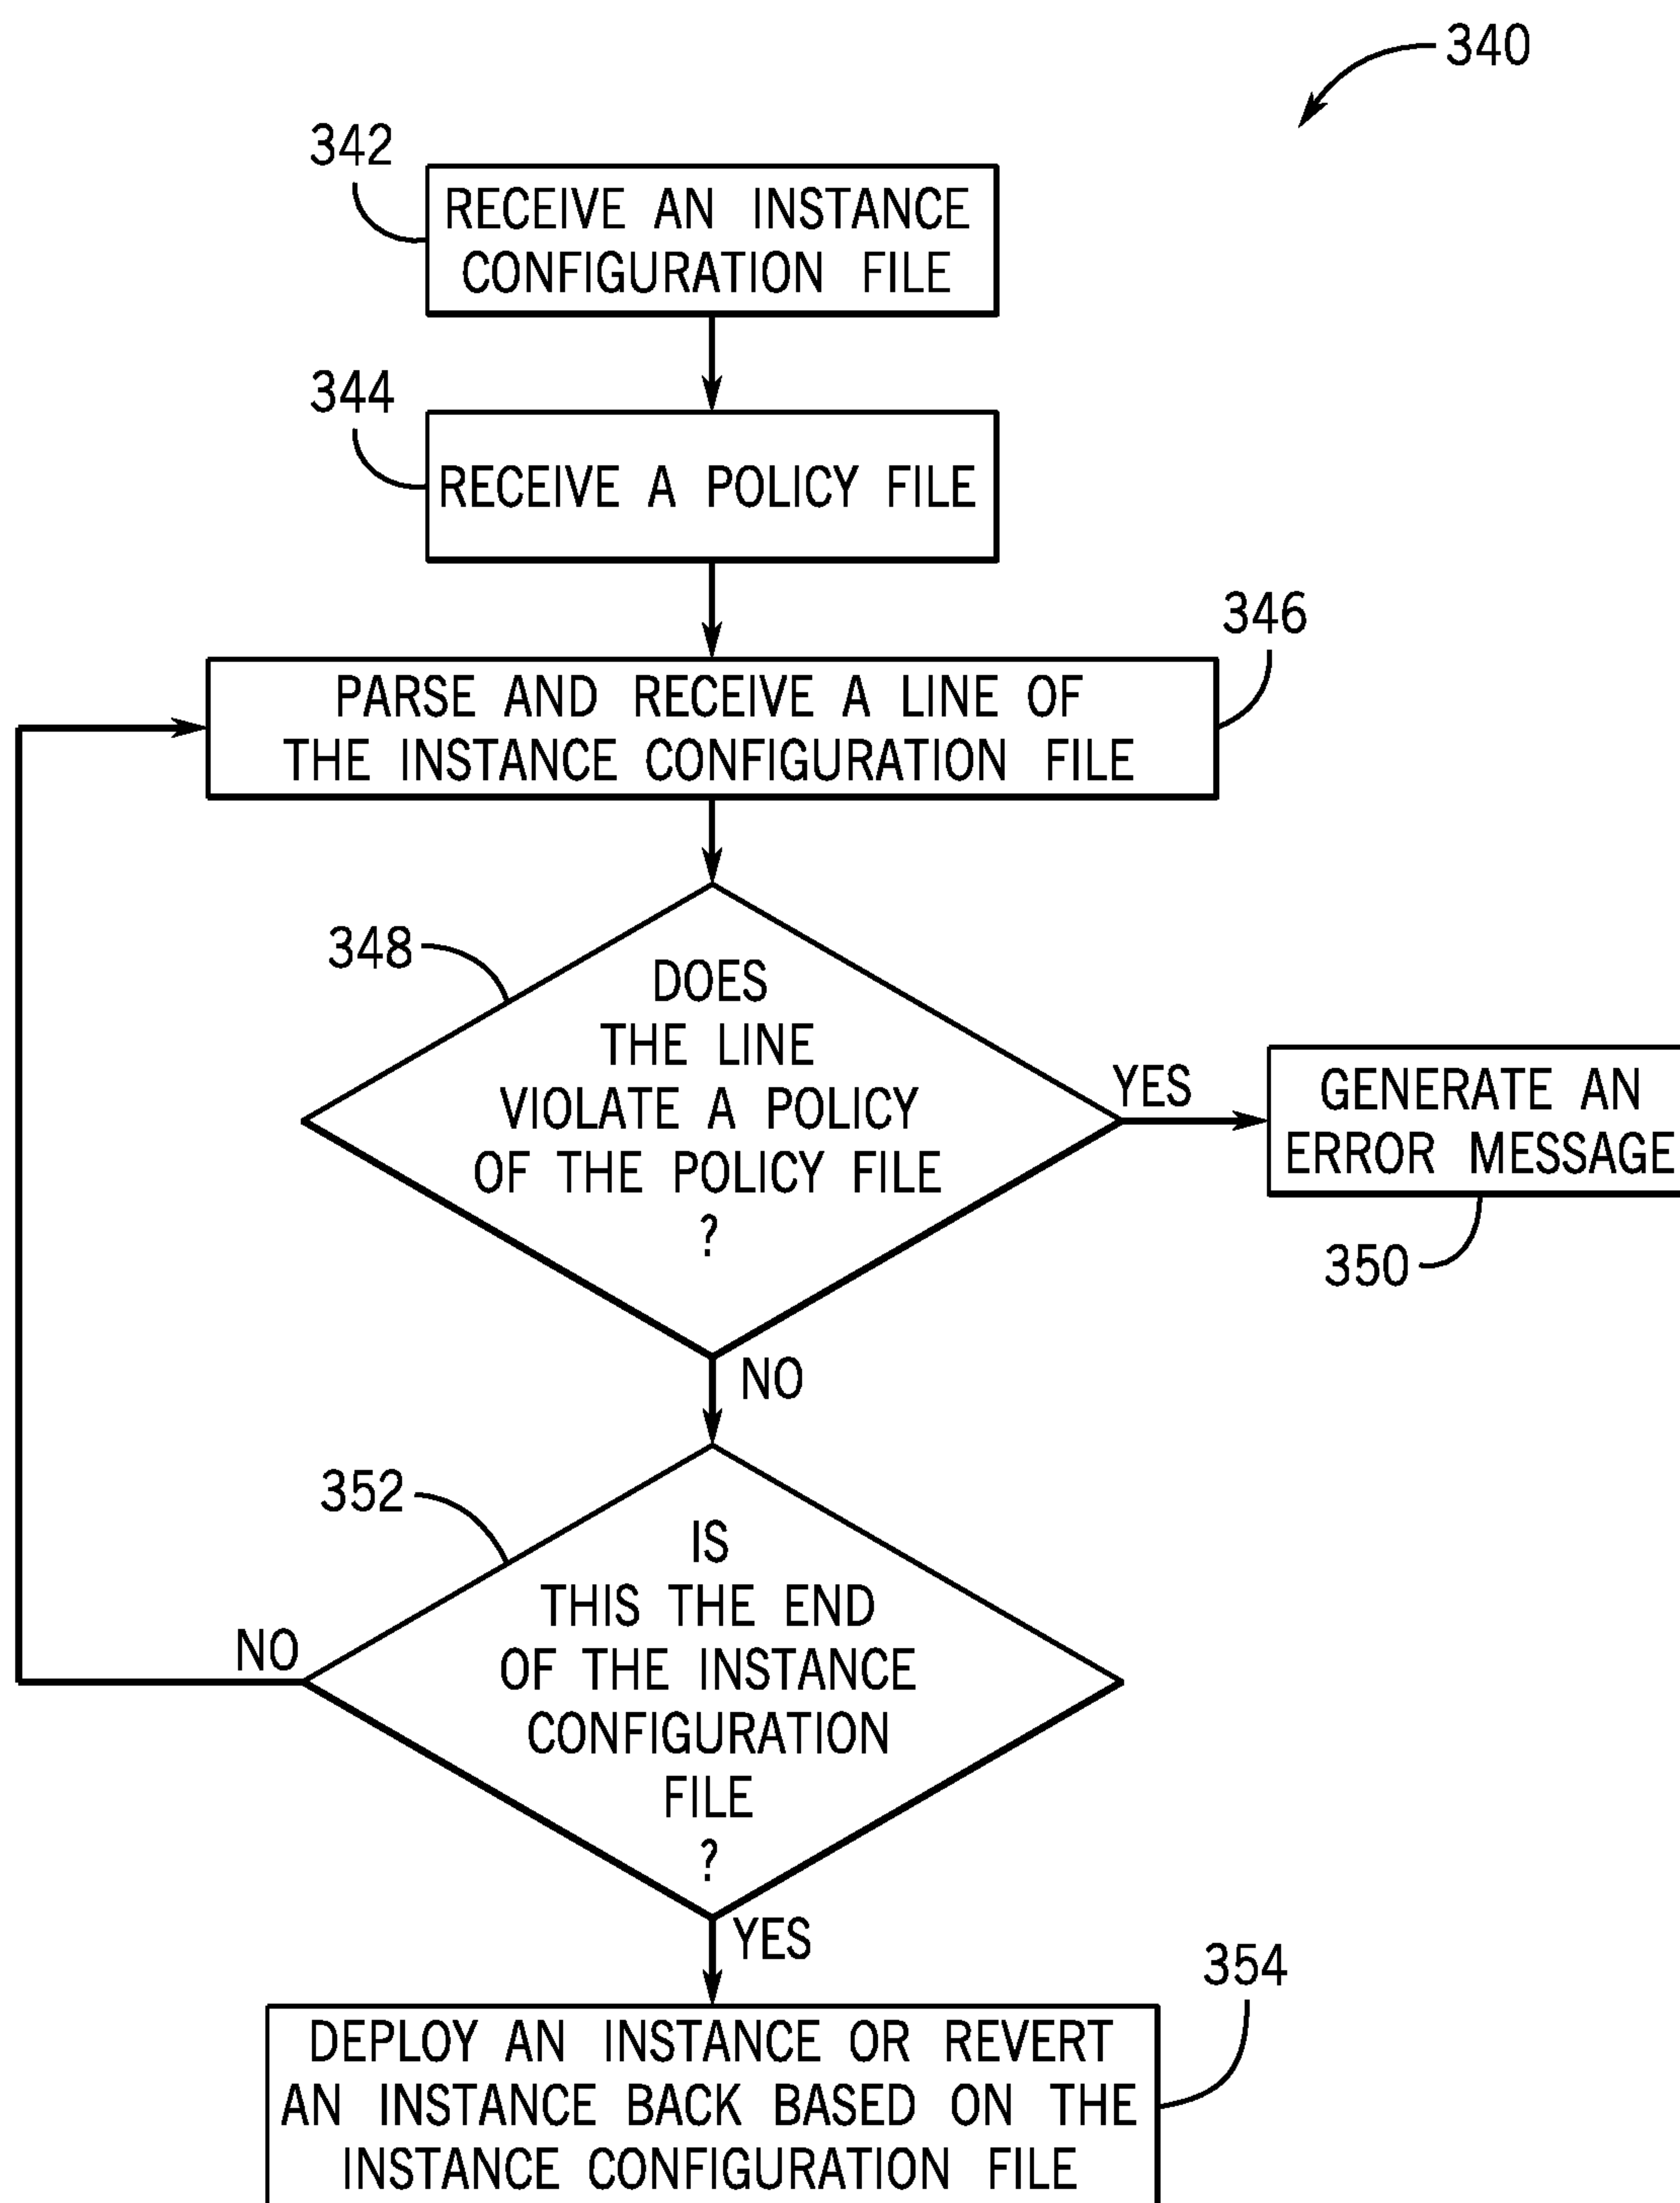 340
342
RECEIVE AN INSTANCE
CONFIGURATION FILE
344
RECEIVE A POLICY FILE
346
PARSE AND RECEIVE A LINE OF
THE INSTANCE CONFIGURATION FILE
348
DOES
THE LINE
VIOLATE A POLICY
OF THE POLICY FILE
?
YES
GENERATE AN
ERROR MESSAGE
350
NO
352
IS
THIS THE END
OF THE INSTANCE
CONFIGURATION
FILE
?
NO
YES
354
DEPLOY AN INSTANCE OR REVERT
AN INSTANCE BACK BASED ON THE
INSTANCE CONFIGURATION FILE